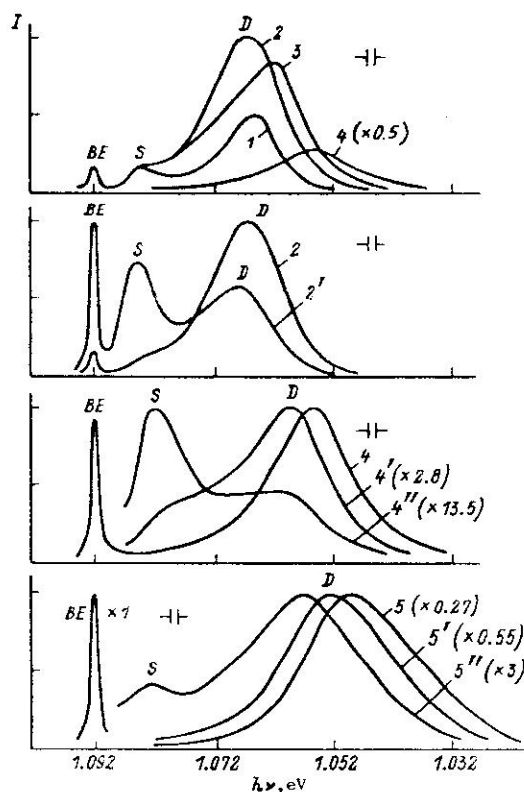 I
D
2
3
BE
S
1
4 (×0.5)
BE
D
S
D
2
2'
BE
S
D
4
4' (×2.8)
4'' (×13.5)
BE ×1
D
S
5 (×0.27)
5' (×0.55)
5'' (×3)
1.092 1.072 1.052 1.032
hν, eV